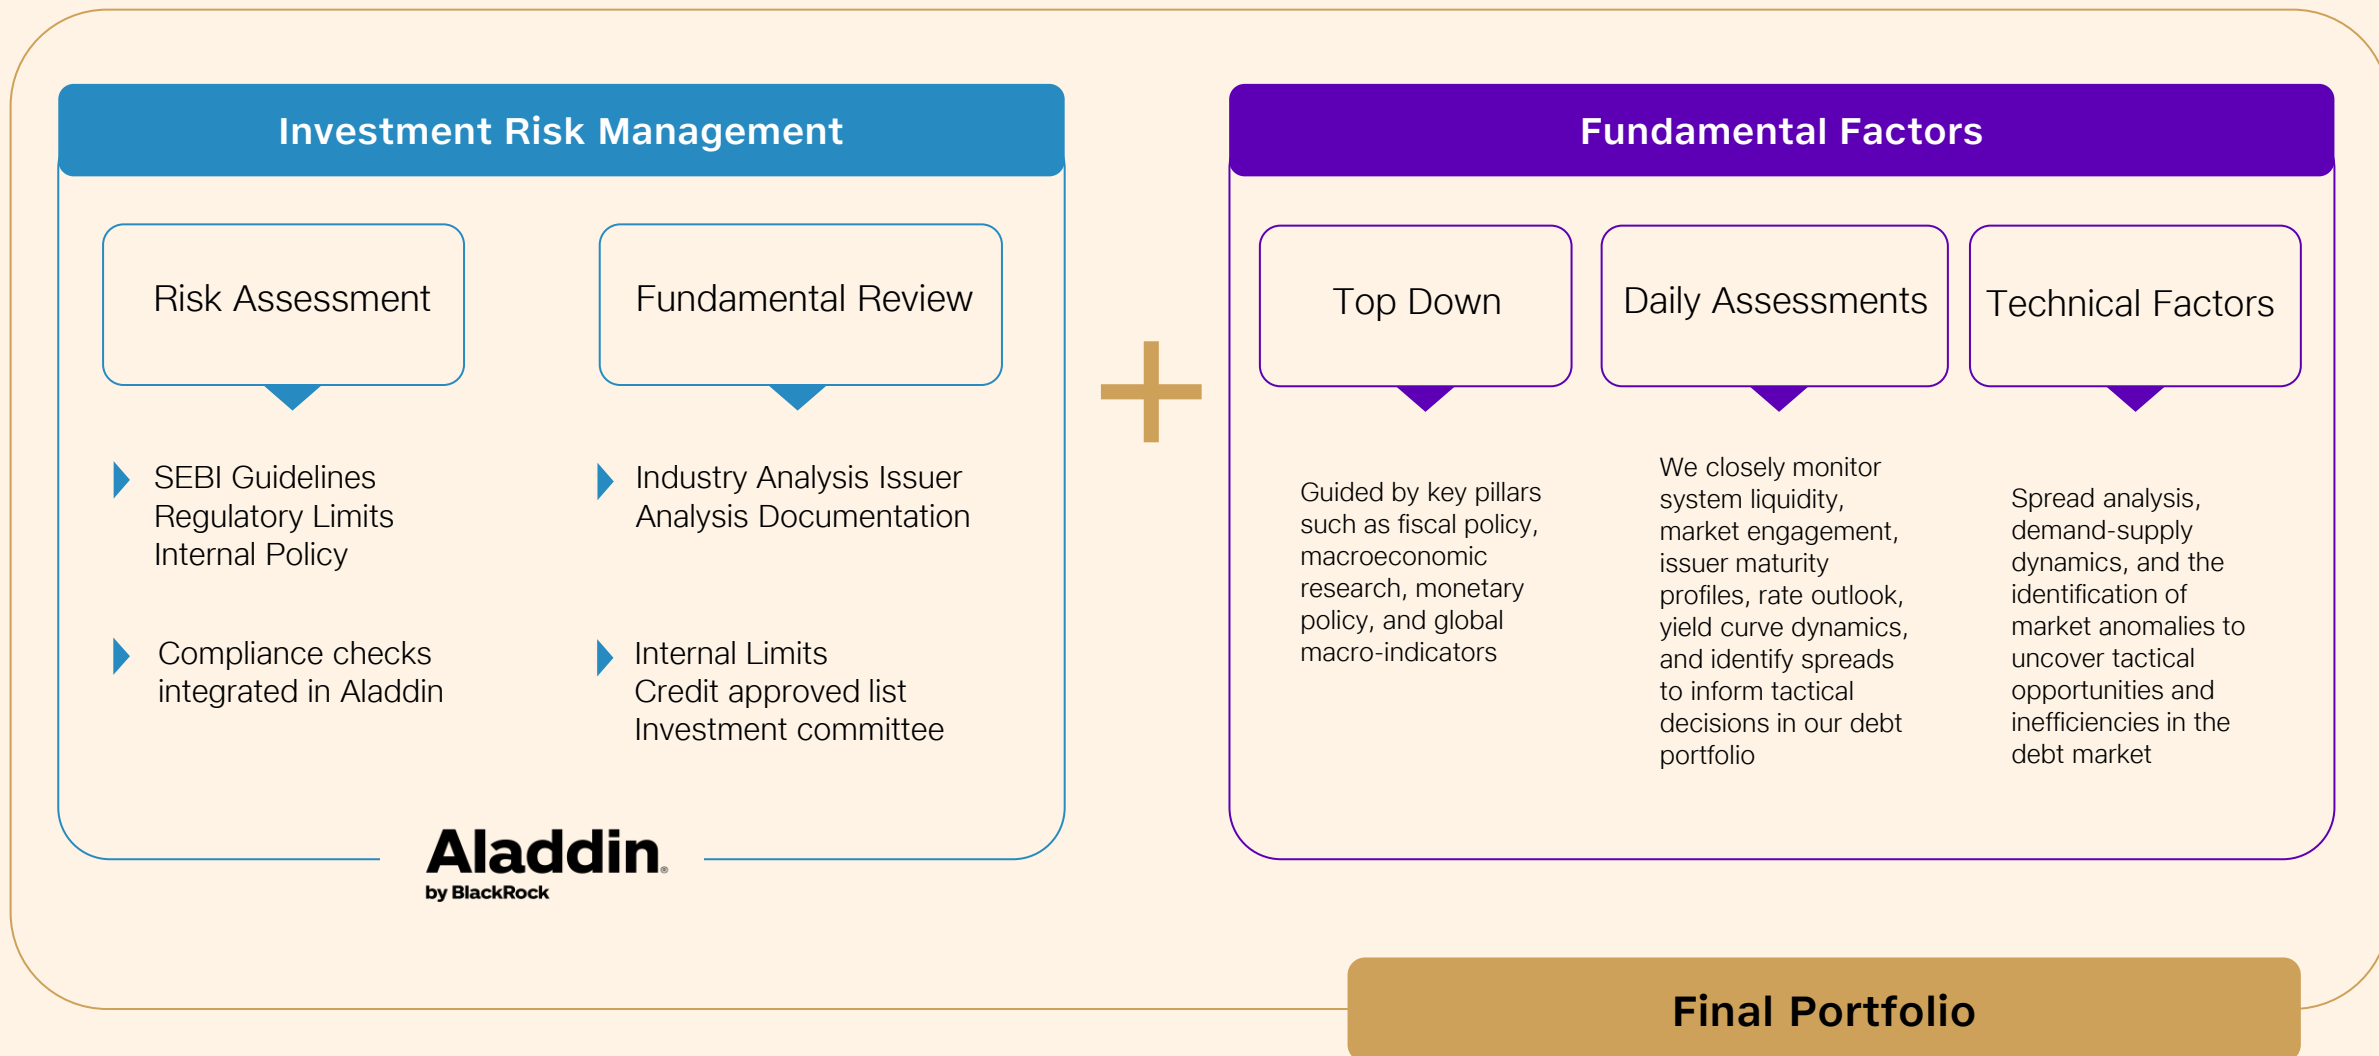 Investment Risk Management
Risk Assessment
SEBI Guidelines
Regulatory Limits
Internal Policy
Compliance checks
integrated in Aladdin
Fundamental Review
Industry Analysis Issuer
Analysis Documentation
Internal Limits
Credit approved list
Investment committee
Aladdin®
by BlackRock
+
Fundamental Factors
Top Down
Guided by key pillars
such as fiscal policy,
macroeconomic
research, monetary
policy, and global
macro-indicators
Daily Assessments
We closely monitor
system liquidity,
market engagement,
issuer maturity
profiles, rate outlook,
yield curve dynamics,
and identify spreads
to inform tactical
decisions in our debt
portfolio
Technical Factors
Spread analysis,
demand-supply
dynamics, and the
identification of
market anomalies to
uncover tactical
opportunities and
inefficiencies in the
debt market
Final Portfolio